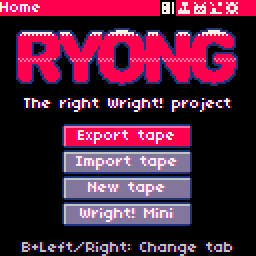 Home
RYONG
The right Wright! project
Export tape
Import tape
New tape
Wright! Mini
B+Left/Right: Change tab